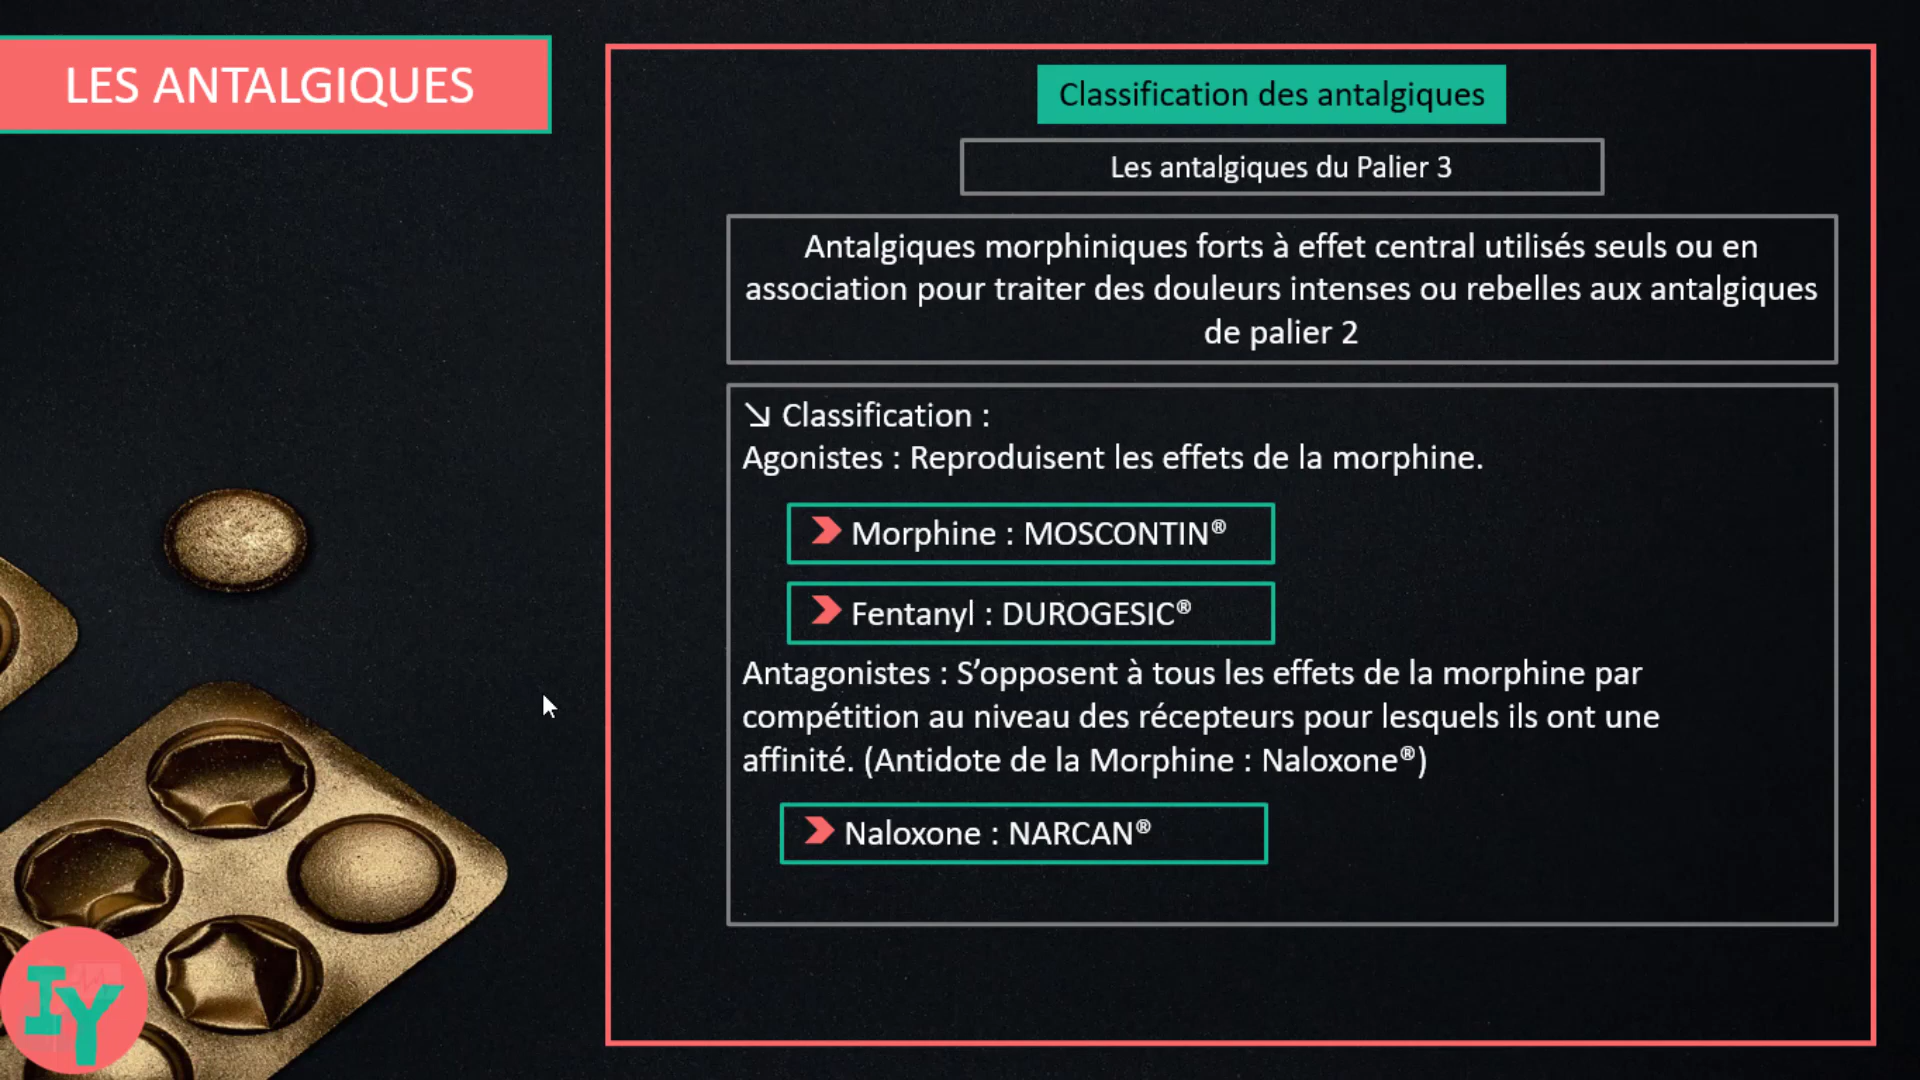 LES ANTALGIQUES
Classification des antalgiques
Les antalgiques du Palier 3
Antalgiques morphiniques forts à effet central utilisés seuls ou en
association pour traiter des douleurs intenses ou rebelles aux antalgiques
de palier 2
↘ Classification :
Agonistes : Reproduisent les effets de la morphine.
Morphine : MOSCONTIN®
Fentanyl : DUROGESIC®
Antagonistes : S’opposent à tous les effets de la morphine par
compétition au niveau des récepteurs pour lesquels ils ont une
affinité. (Antidote de la Morphine : Naloxone®)
Naloxone : NARCAN®
IY